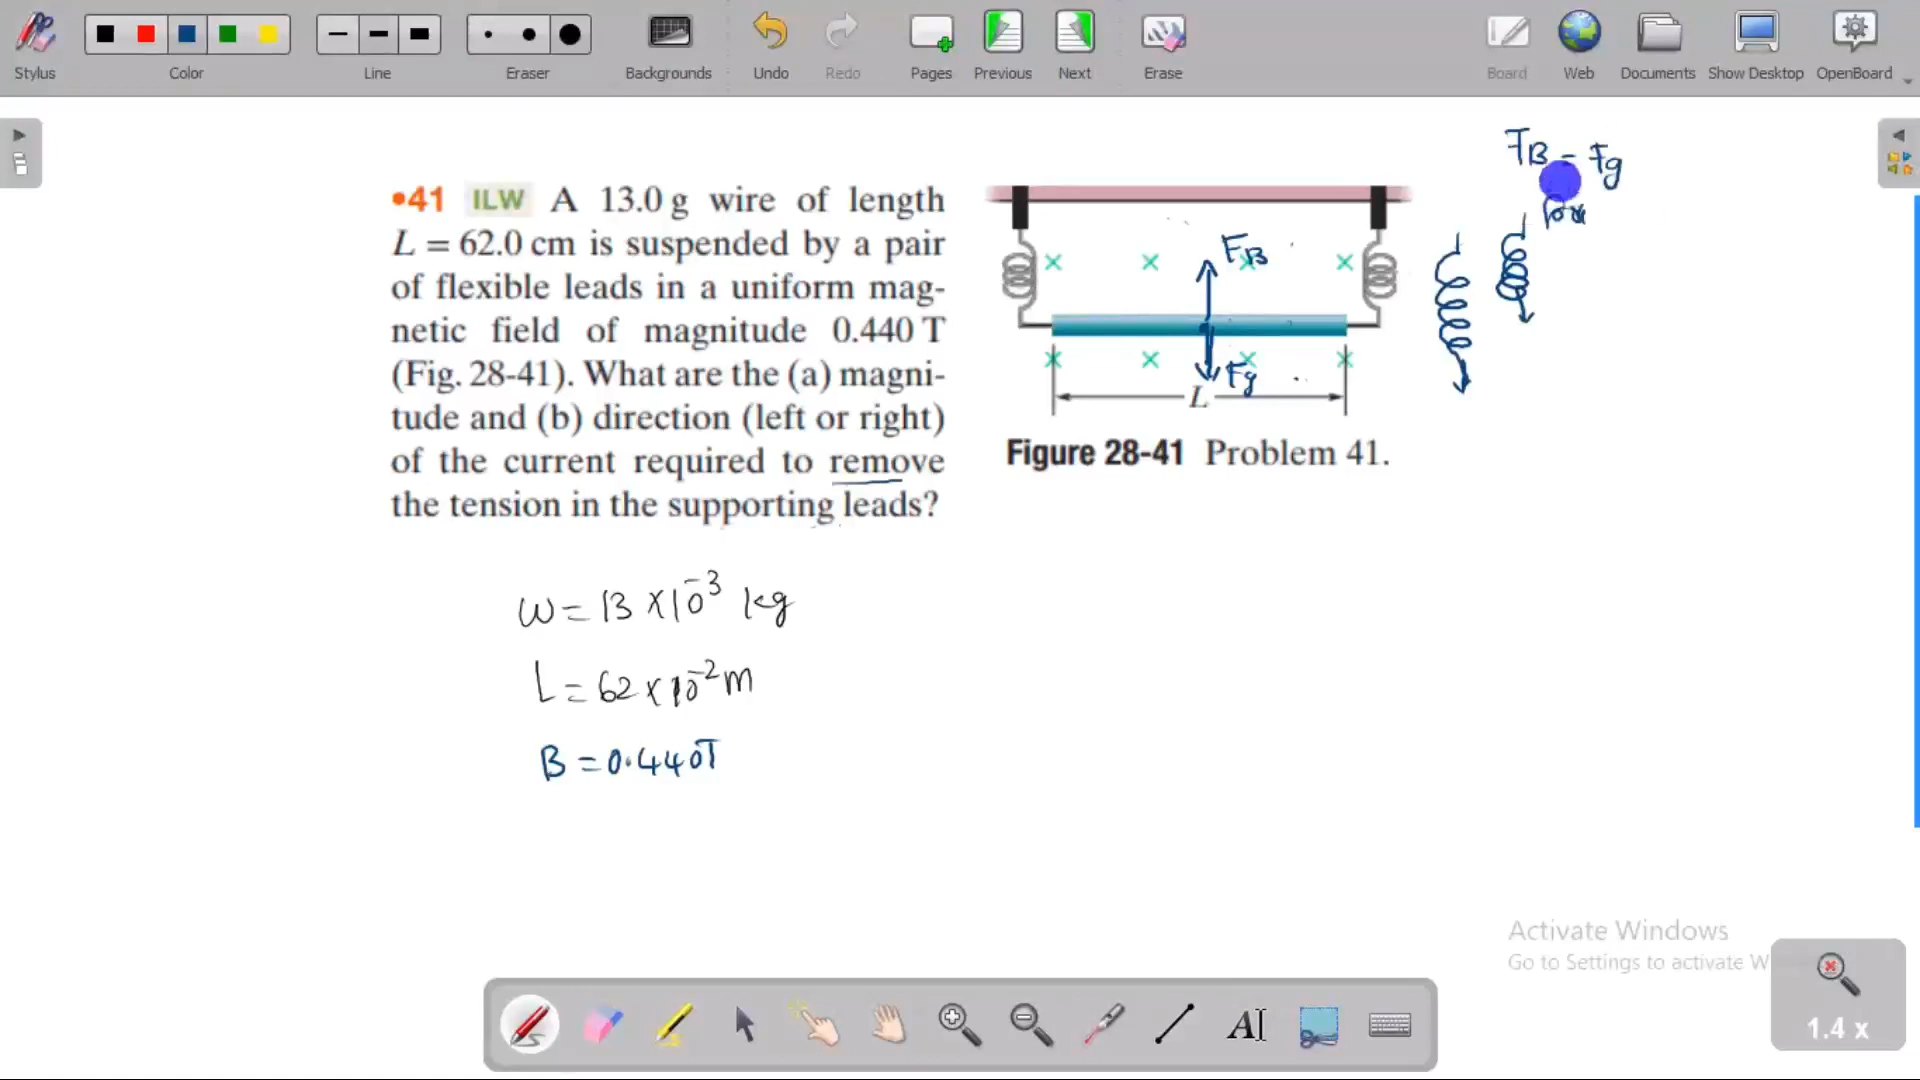 Stylus
Color
Line
Eraser
Backgrounds
Undo
Redo
Pages
Previous
Next
Erase
Board
Web
Documents
Show Desktop
OpenBoard
•41 ILW A 13.0 g wire of length
L = 62.0 cm is suspended by a pair
of flexible leads in a uniform mag-
netic field of magnitude 0.440 T
(Fig. 28-41). What are the (a) magni-
tude and (b) direction (left or right)
of the current required to remove
the tension in the supporting leads?
FB
Fg
L
Figure 28-41 Problem 41.
FB = Fg
W = 13 × 10⁻³ kg
L = 62 × 10⁻² m
B = 0.440T
Activate Windows
Go to Settings to activate W
1.4 x